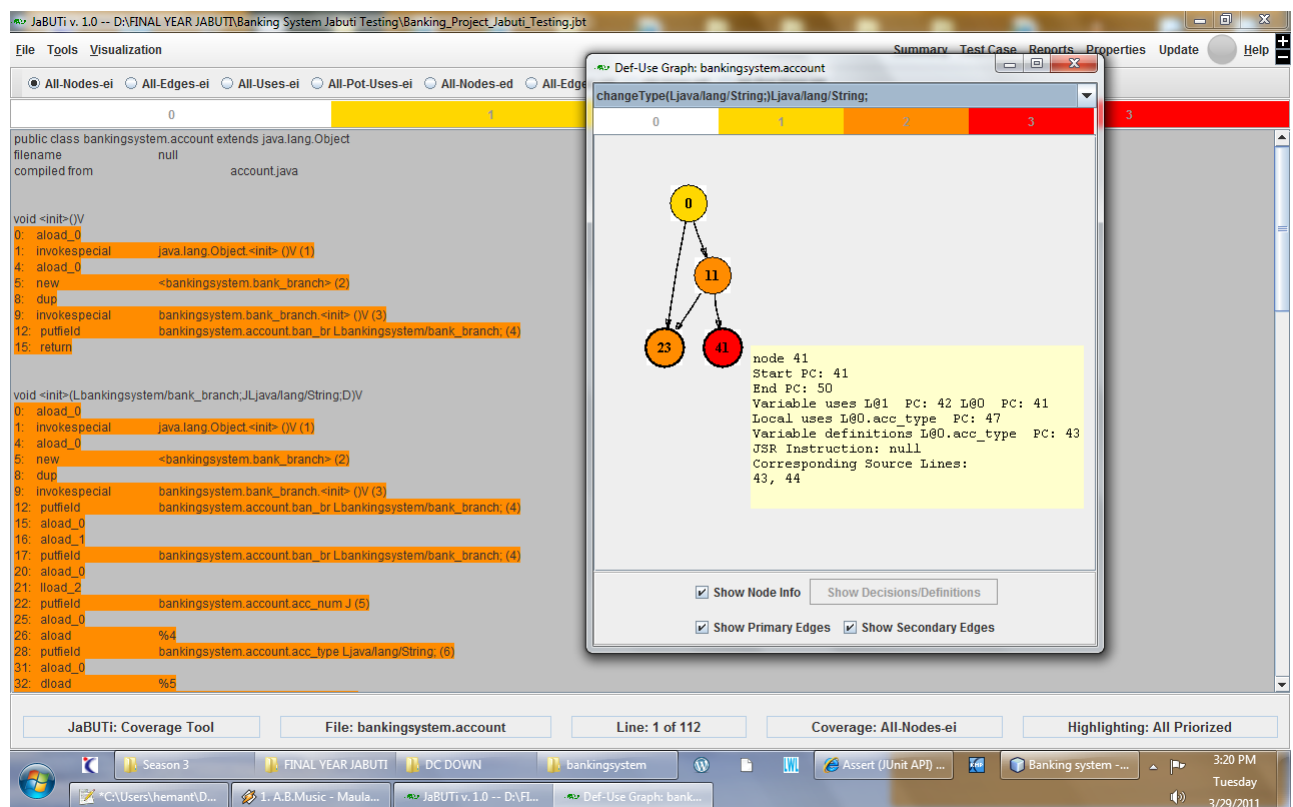 JaBUTi v. 1.0 -- D:\FINAL YEAR JABUTI\Banking System Jabuti Testing\Banking_Project_Jabuti_Testing.jbt
File Tools Visualization Summary Test Case Reports Properties Update Help
All-Nodes-ei All-Edges-ei All-Uses-ei All-Pot-Uses-ei All-Nodes-ed All-Edge
0 1 3
public class bankingsystem.account extends java.lang.Object
filename null
compiled from account.java
void <init>()V
0: aload_0
1: invokespecial java.lang.Object.<init> ()V (1)
4: aload_0
5: new <bankingsystem.bank_branch> (2)
8: dup
9: invokespecial bankingsystem.bank_branch.<init> ()V (3)
12: putfield bankingsystem.account.ban_br Lbankingsystem/bank_branch; (4)
15: return
void <init>(Lbankingsystem/bank_branch;JLjava/lang/String;D)V
0: aload_0
1: invokespecial java.lang.Object.<init> ()V (1)
4: aload_0
5: new <bankingsystem.bank_branch> (2)
8: dup
9: invokespecial bankingsystem.bank_branch.<init> ()V (3)
12: putfield bankingsystem.account.ban_br Lbankingsystem/bank_branch; (4)
15: aload_0
16: aload_1
17: putfield bankingsystem.account.ban_br Lbankingsystem/bank_branch; (4)
20: aload_0
21: lload_2
22: putfield bankingsystem.account.acc_num J (5)
25: aload_0
26: aload %4
28: putfield bankingsystem.account.acc_type Ljava/lang/String; (6)
31: aload_0
32: dload %5
Def-Use Graph: bankingsystem.account
changeType(Ljava/lang/String;)Ljava/lang/String;
0 1 2 3
0
11
23 41
node 41
Start PC: 41
End PC: 50
Variable uses L@1 PC: 42 L@0 PC: 41
Local uses L@0.acc_type PC: 47
Variable definitions L@0.acc_type PC: 43
JSR Instruction: null
Corresponding Source Lines:
43, 44
Show Node Info Show Decisions/Definitions
Show Primary Edges Show Secondary Edges
JaBUTi: Coverage Tool File: bankingsystem.account Line: 1 of 112 Coverage: All-Nodes-ei Highlighting: All Priorized
Season 3 FINAL YEAR JABUTI DC DOWN bankingsystem Assert (JUnit API) ... Banking system -... 3:20 PM
Tuesday
*C:\Users\hemant\D... 1. A.B.Music - Maula... JaBUTi v. 1.0 -- D:\FI... Def-Use Graph: bank... 3/29/2011